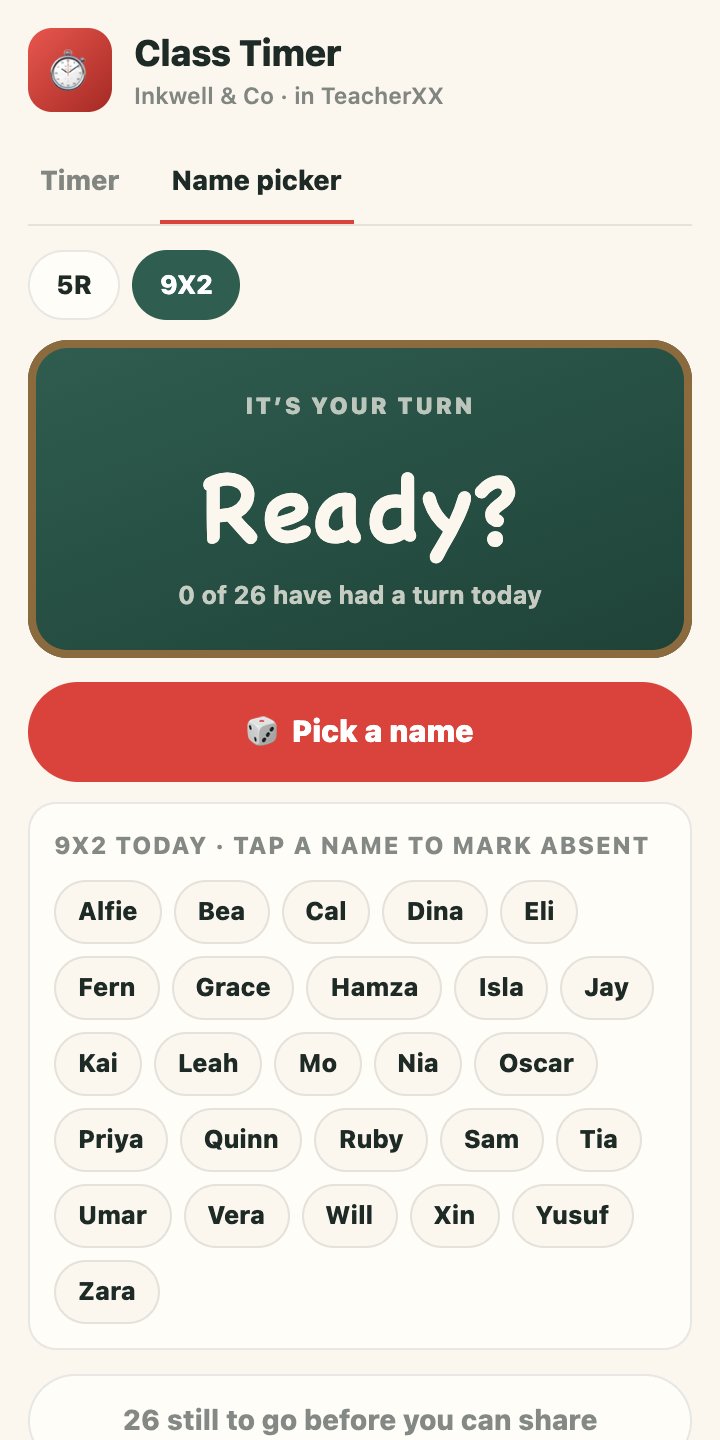 Class Timer
Inkwell & Co · in TeacherXX
Timer Name picker
5R 9X2
IT’S YOUR TURN
Ready?
0 of 26 have had a turn today
Pick a name
9X2 TODAY · TAP A NAME TO MARK ABSENT
Alfie Bea Cal Dina Eli
Fern Grace Hamza Isla Jay
Kai Leah Mo Nia Oscar
Priya Quinn Ruby Sam Tia
Umar Vera Will Xin Yusuf
Zara
26 still to go before you can share